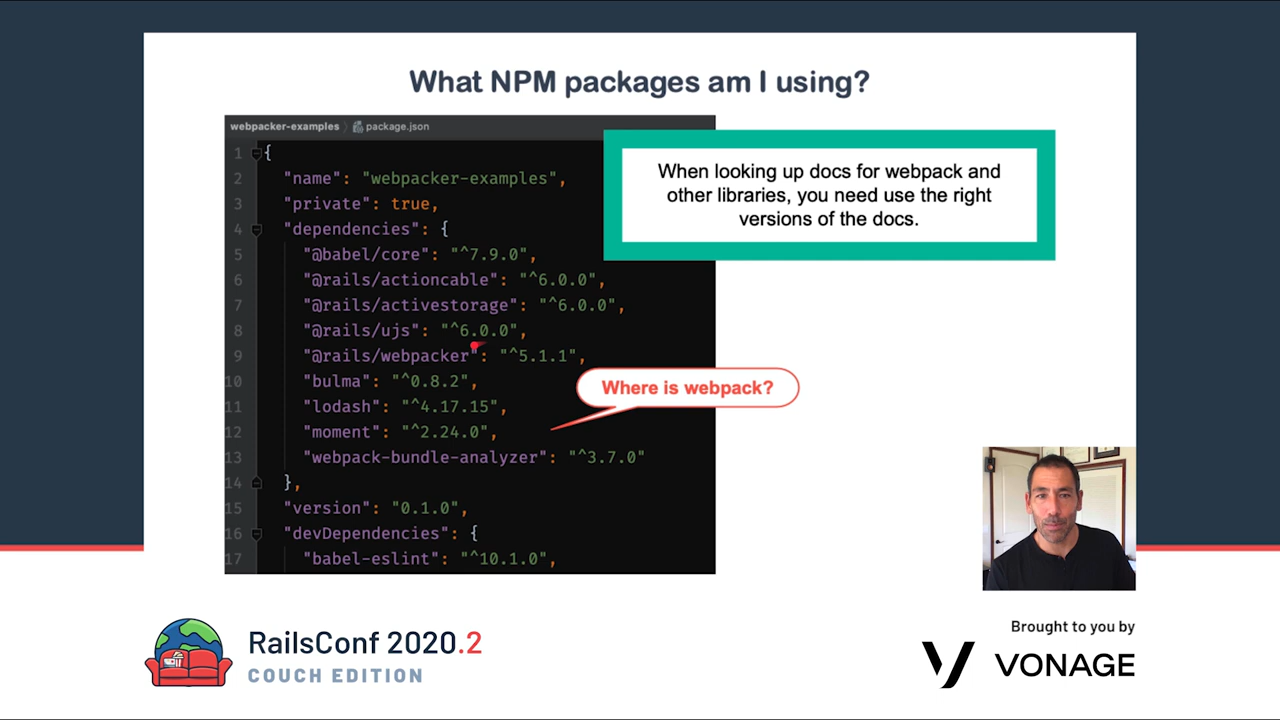 What NPM packages am I using?
webpacker-examples package.json
When looking up docs for webpack and
other libraries, you need use the right
versions of the docs.
1 {
2 "name": "webpacker-examples",
3 "private": true,
4 "dependencies": {
5 "@babel/core": "^7.9.0",
6 "@rails/actioncable": "^6.0.0",
7 "@rails/activestorage": "^6.0.0",
8 "@rails/ujs": "^6.0.0",
9 "@rails/webpacker": "^5.1.1",
10 "bulma": "^0.8.2",
Where is webpack?
11 "lodash": "^4.17.15",
12 "moment": "^2.24.0",
13 "webpack-bundle-analyzer": "^3.7.0"
14 },
15 "version": "0.1.0",
16 "devDependencies": {
17 "babel-eslint": "^10.1.0",
RailsConf 2020.2
COUCH EDITION
Brought to you by
VONAGE